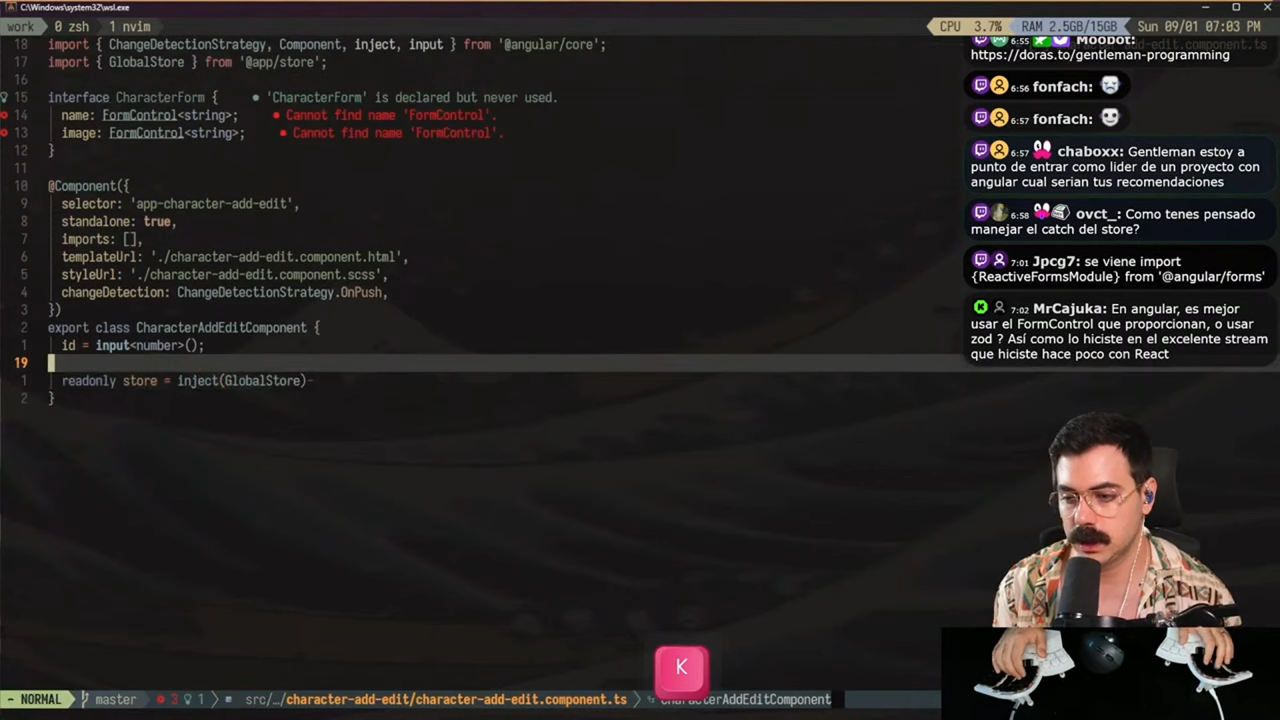 C:\Windows\system32\wsl.exe
work 0 zsh 1 nvim
CPU 3.7% RAM 2.5GB/15GB Sun 09/01 07:03 PM
18 import { ChangeDetectionStrategy, Component, inject, input } from '@angular/core';
17 import { GlobalStore } from '@app/store';
16
15 interface CharacterForm { ● 'CharacterForm' is declared but never used.
14 name: FormControl<string>; ● Cannot find name 'FormControl'.
13 image: FormControl<string>; ● Cannot find name 'FormControl'.
12 }
11
10 @Component({
9 selector: 'app-character-add-edit',
8 standalone: true,
7 imports: [],
6 templateUrl: './character-add-edit.component.html',
5 styleUrl: './character-add-edit.component.scss',
4 changeDetection: ChangeDetectionStrategy.OnPush,
3 })
2 export class CharacterAddEditComponent {
1 id = input<number>();
19
1 readonly store = inject(GlobalStore)-
2 }
6:55 Moobot:
https://doras.to/gentleman-programming
6:56 fonfach:
6:57 fonfach:
6:57 chaboxx: Gentleman estoy a
punto de entrar como lider de un proyecto con
angular cual serian tus recomendaciones
6:58 ovct_: Como tenes pensado
manejar el catch del store?
7:01 Jpcg7: se viene import
{ReactiveFormsModule} from '@angular/forms'
7:02 MrCajuka: En angular, es mejor
usar el FormControl que proporcionan, o usar
zod ? Así como lo hiciste en el excelente stream
que hiciste hace poco con React
K
- NORMAL master 3 1 src/…/character-add-edit/character-add-edit.component.ts CharacterAddEditComponent